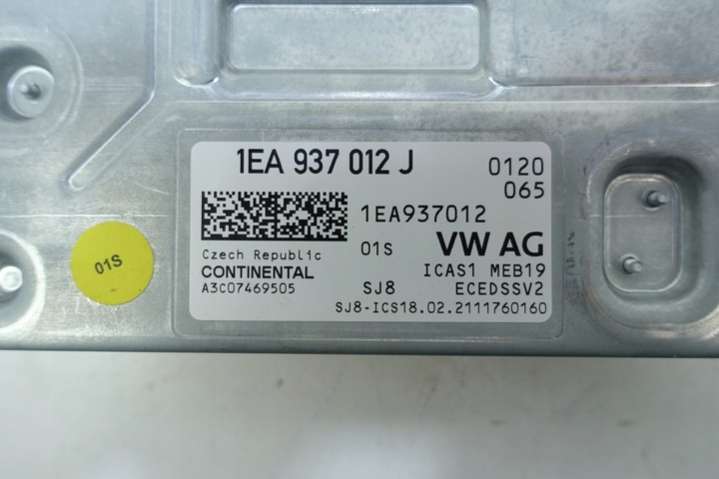 1EA 937 012 J
0120
065
1EA937012
01S
VW AG
Czech Republic
CONTINENTAL
A3C07469505
ICAS1 MEB19
SJ8
ECEDSSV2
SJ8-ICS18.02.2111760160
01S